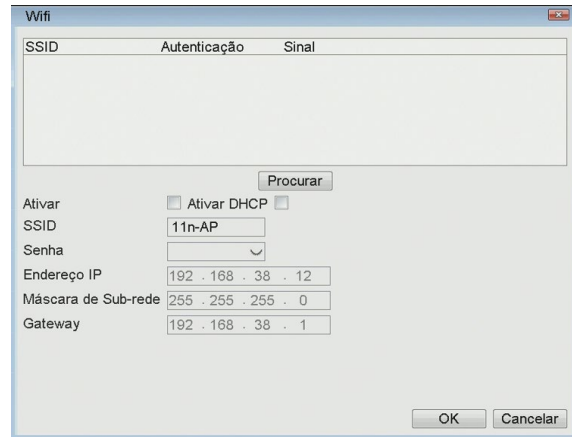 Wifi
SSID Autenticação Sinal
Procurar
Ativar Ativar DHCP
SSID 11n-AP
Senha
Endereço IP 192 . 168 . 38 . 12
Máscara de Sub-rede 255 . 255 . 255 . 0
Gateway 192 . 168 . 38 . 1
OK Cancelar